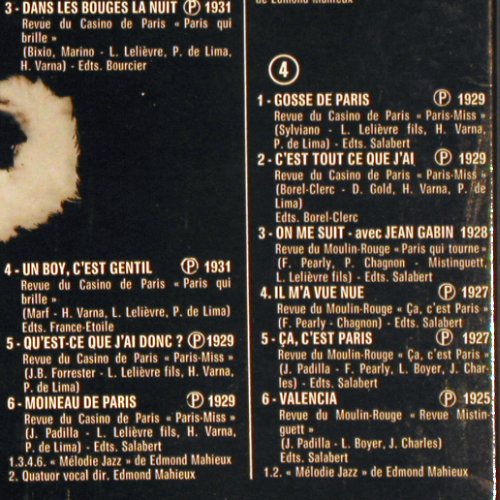 3 - DANS LES BOUGES LA NUIT Ⓟ 1931
Revue du Casino de Paris « Paris qui
brille »
(Bixio, Marino - L. Lelièvre, P. de Lima,
H. Varna) - Edts. Bourcier
4 - UN BOY, C'EST GENTIL Ⓟ 1931
Revue du Casino de Paris « Paris qui
brille »
(Marf - H. Varna, L. Lelièvre, P. de Lima)
Edts. France-Etoile
5 - QU'EST-CE QUE J'AI DONC ? Ⓟ 1929
Revue du Casino de Paris « Paris-Miss »
(J.B. Forrester - L. Lelièvre fils, H Varna,
P. de Lima)
6 - MOINEAU DE PARIS Ⓟ 1929
Revue du Casino de Paris « Paris-Miss »
(J. Padilla - L. Lelièvre fils, H. Varna,
P. de Lima) - Edts. Salabert
1.3.4.6. « Mélodie Jazz » de Edmond Mahieux
2. Quatuor vocal dir. Edmond Mahieux
de Edmond Mahieux
4
1 - GOSSE DE PARIS Ⓟ 1929
Revue du Casino de Paris « Paris-Miss »
(Sylviano - L. Lelièvre fils, H. Varna,
P. de Lima) - Edts. Salabert
2 - C'EST TOUT CE QUE J'AI Ⓟ 1929
Revue du Casino de Paris « Paris-Miss »
(Borel-Clerc - D. Gold, H. Varna, P. de
Lima)
Edts. Borel-Clerc
3 - ON ME SUIT - avec JEAN GABIN 1928
Revue du Moulin-Rouge « Paris qui tourne »
(F. Pearly, P. Chagnon - Mistinguett,
L. Lelièvre fils) - Edts. Salabert
4. IL M'A VUE NUE Ⓟ 1927
Revue du Moulin-Rouge « Ça, c'est Paris »
(F. Pearly - Chagnon) - Edts. Salabert
5 - ÇA, C'EST PARIS Ⓟ 1927
Revue du Moulin-Rouge « Ça, c'est Paris »
(J. Padilla - F. Pearly, L. Boyer, J. Char-
les) - Edts. Salabert
6 - VALENCIA Ⓟ 1925
Revue du Moulin-Rouge « Revue Mistin-
guett »
(J. Padilla - L. Boyer, J. Charles)
Edts. Salabert
1.2. « Mélodie Jazz » de Edmond Mahieux